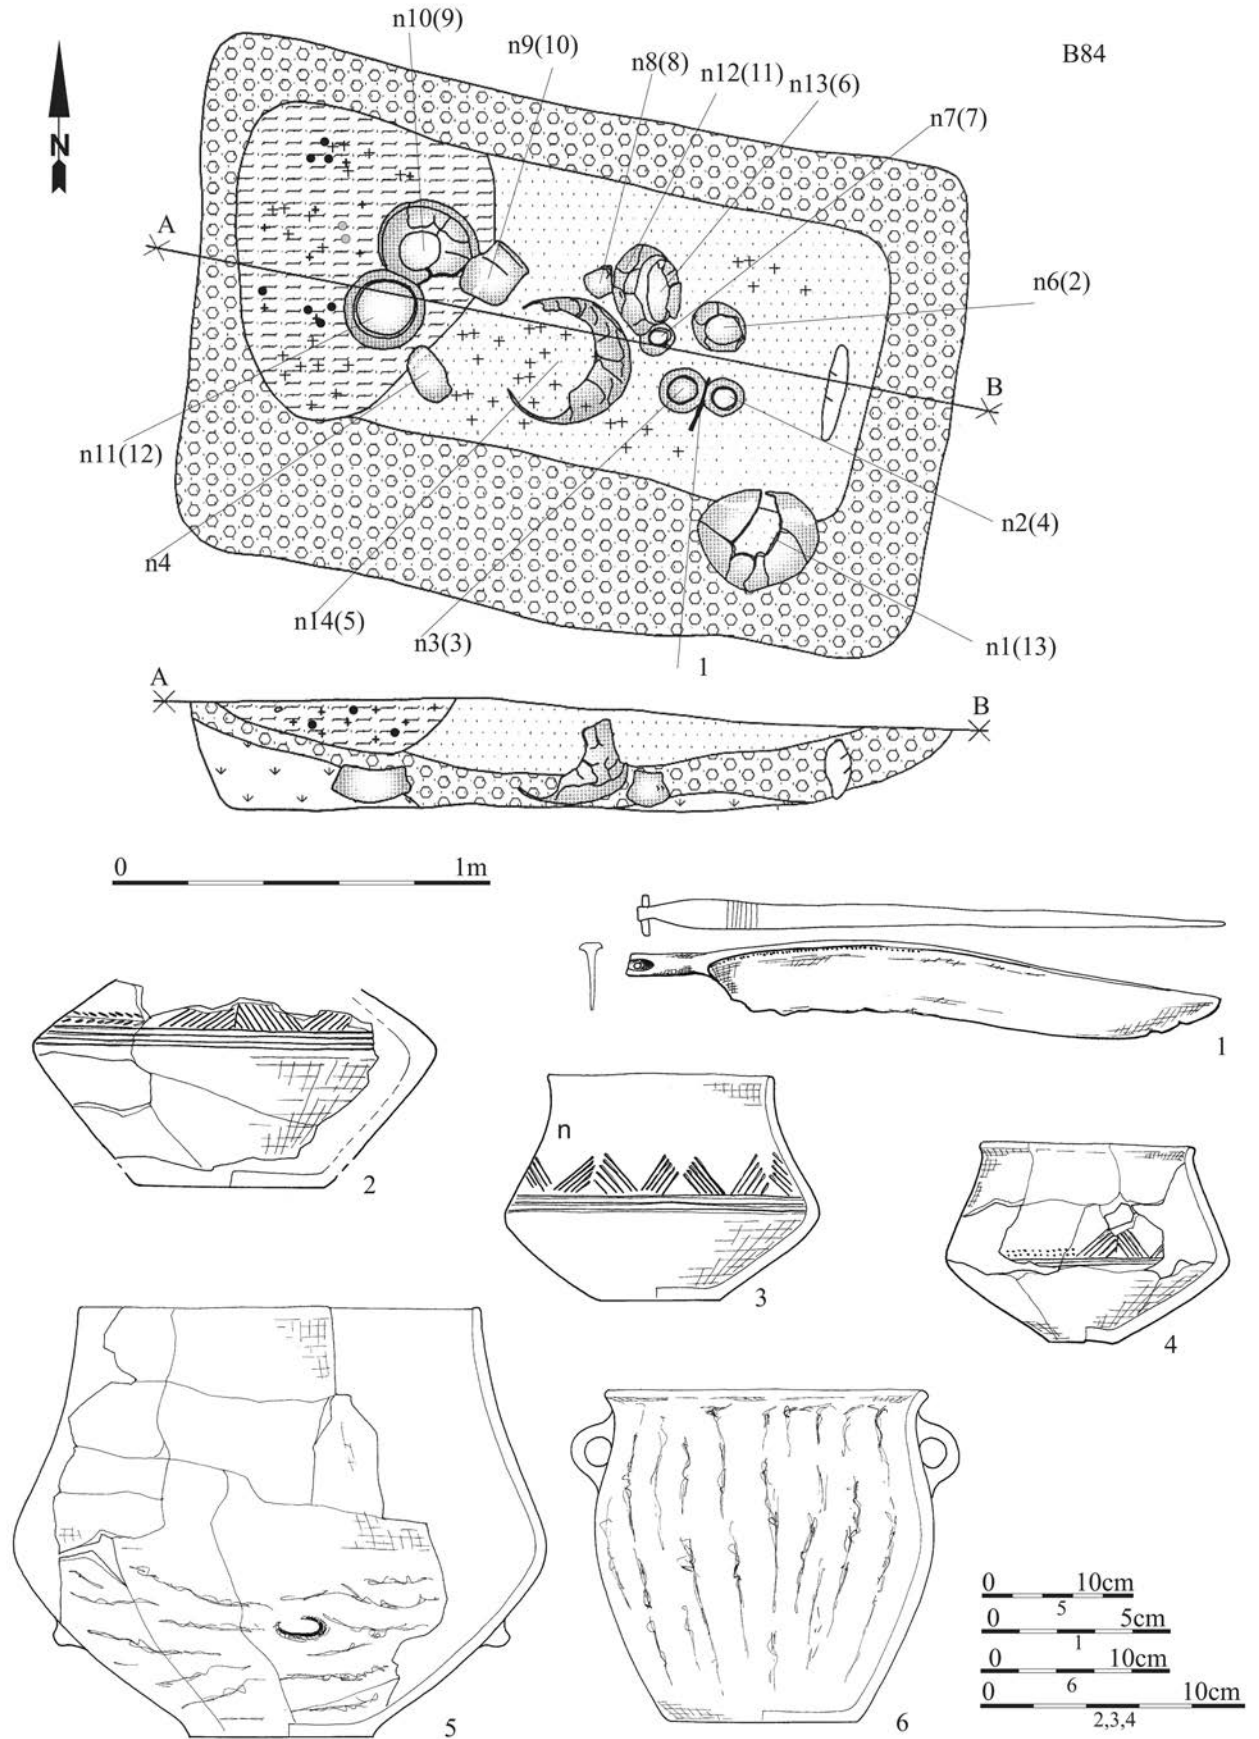 n10(9)
n9(10)
n8(8)
n12(11)
n13(6)
n7(7)
B84
N
A
n6(2)
B
n11(12)
n4
n14(5)
n3(3)
1
n2(4)
n1(13)
A
B
0 1m
1
2
n
3
4
5
6
0 10cm
5
0 5cm
1
0 10cm
6
0 10cm
2,3,4